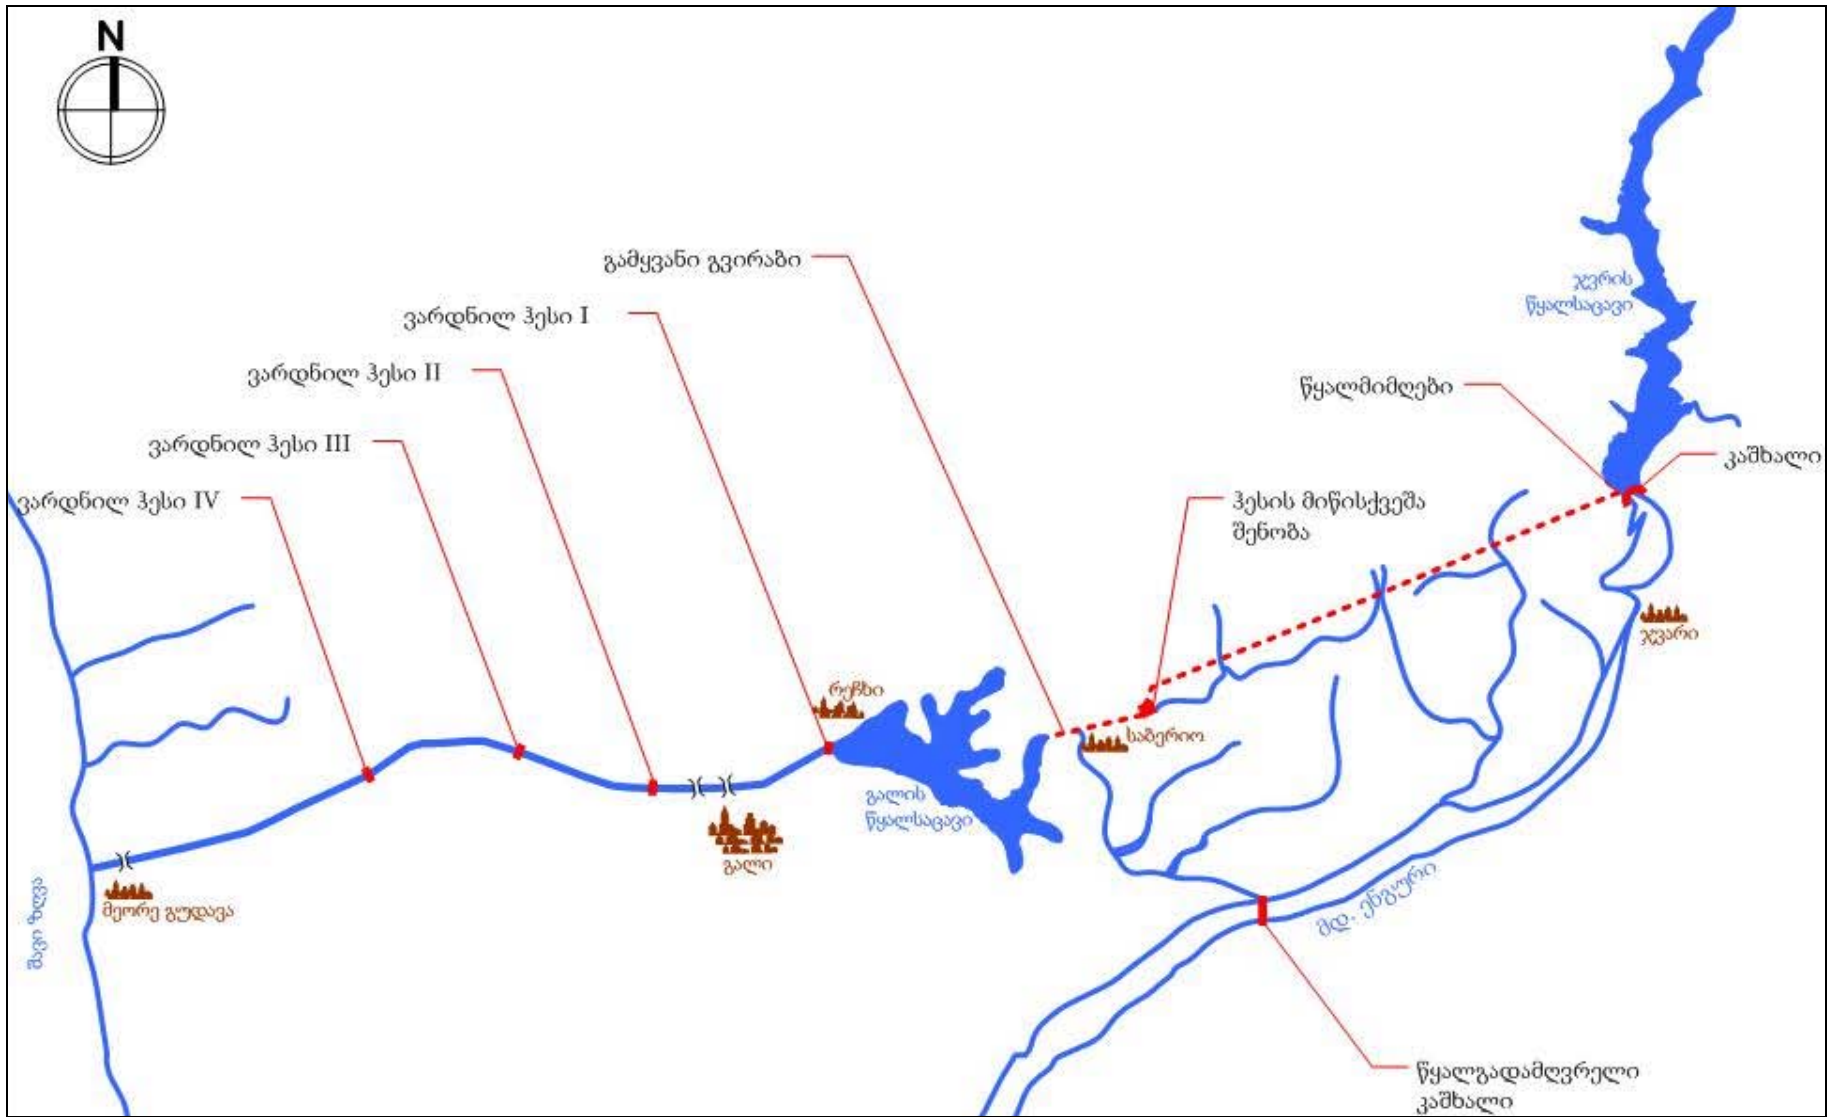 N
გამყვანი გვირაბი
ჯვრის
წყალსაცავი
ვარდნილ ჰესი I
ვარდნილ ჰესი II
წყალმიმღები
ვარდნილ ჰესი III
კაშხალი
ვარდნილ ჰესი IV
ჰესის მიწისქვეშა
შენობა
ჯვარი
რეჩხი
საბერიო
გალის
წყალსაცავი
გალი
მეორე გუდავა
შავი ზღვა
მდ. ენგური
წყალგადამღვრელი
კაშხალი